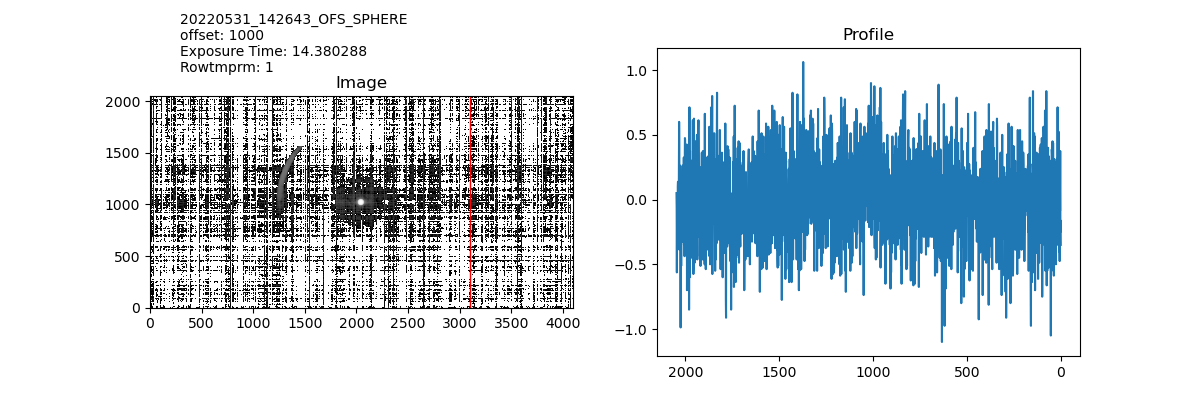 20220531_142643_OFS_SPHERE
offset: 1000
Exposure Time: 14.380288
Rowtmprm: 1
Image
2000
1500
1000
500
0
0 500 1000 1500 2000 2500 3000 3500 4000
Profile
1.0
0.5
0.0
−0.5
−1.0
2000 1500 1000 500 0